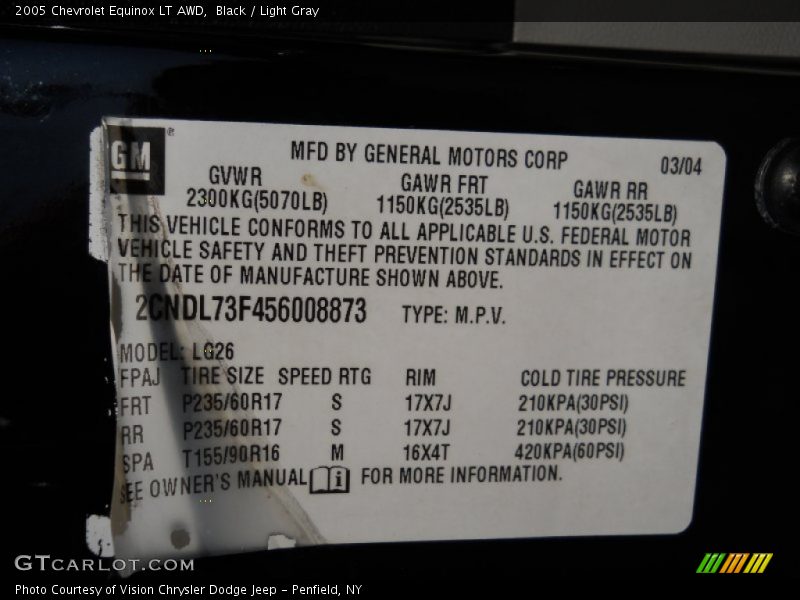 2005 Chevrolet Equinox LT AWD,  Black / Light Gray
GM®
MFD BY GENERAL MOTORS CORP
03/04
GVWR GAWR FRT GAWR RR
2300KG(5070LB) 1150KG(2535LB) 1150KG(2535LB)
THIS VEHICLE CONFORMS TO ALL APPLICABLE U.S. FEDERAL MOTOR
VEHICLE SAFETY AND THEFT PREVENTION STANDARDS IN EFFECT ON
THE DATE OF MANUFACTURE SHOWN ABOVE.
2CNDL73F456008873 TYPE: M.P.V.
MODEL: LG26
FPAJ TIRE SIZE SPEED RTG RIM COLD TIRE PRESSURE
FRT P235/60R17 S 17X7J 210KPA(30PSI)
RR P235/60R17 S 17X7J 210KPA(30PSI)
SPA T155/90R16 M 16X4T 420KPA(60PSI)
SEE OWNER'S MANUAL i FOR MORE INFORMATION.
GTCARLOT.COM
Photo Courtesy of Vision Chrysler Dodge Jeep – Penfield, NY